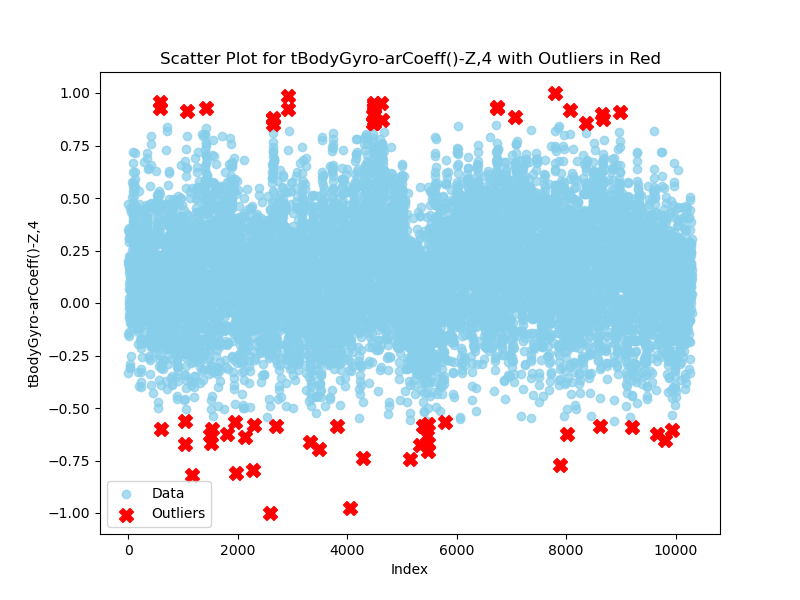 Scatter Plot for tBodyGyro-arCoeff()-Z,4 with Outliers in Red
tBodyGyro-arCoeff()-Z,4
1.00
0.75
0.50
0.25
0.00
−0.25
−0.50
−0.75
−1.00
Data
Outliers
0 2000 4000 6000 8000 10000
Index